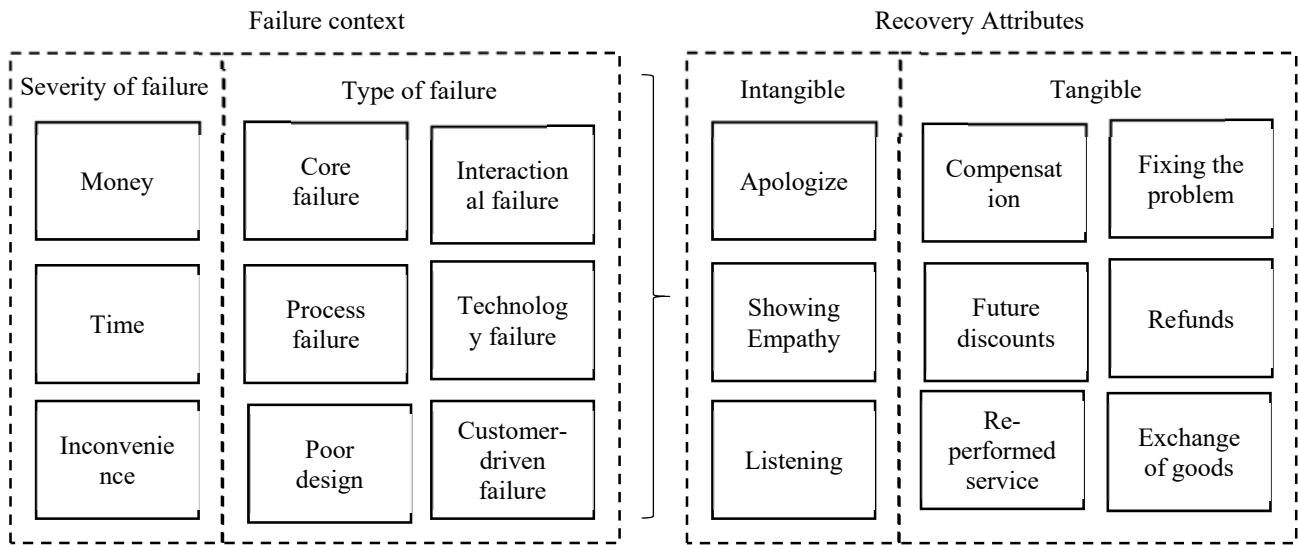 Failure context
Recovery Attributes
Severity of failure
Type of failure
Intangible
Tangible
Money
Core
failure
Interaction
al failure
Apologize
Compensat
ion
Fixing the
problem
Time
Process
failure
Technolog
y failure
Showing
Empathy
Future
discounts
Refunds
Inconvenie
nce
Poor
design
Customer-
driven
failure
Listening
Re-
performed
service
Exchange
of goods